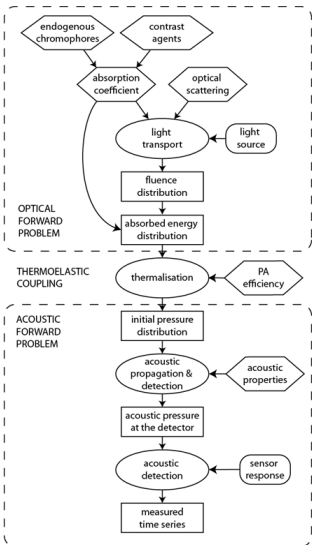 endogenous
chromophores
contrast
agents
absorption
coefficient
optical
scattering
light
transport
light
source
fluence
distribution
OPTICAL
FORWARD
PROBLEM
absorbed energy
distribution
THERMOELASTIC
COUPLING
thermalisation
PA
efficiency
ACOUSTIC
FORWARD
PROBLEM
initial pressure
distribution
acoustic
propagation &
detection
acoustic
properties
acoustic pressure
at the detector
acoustic
detection
sensor
response
measured
time series